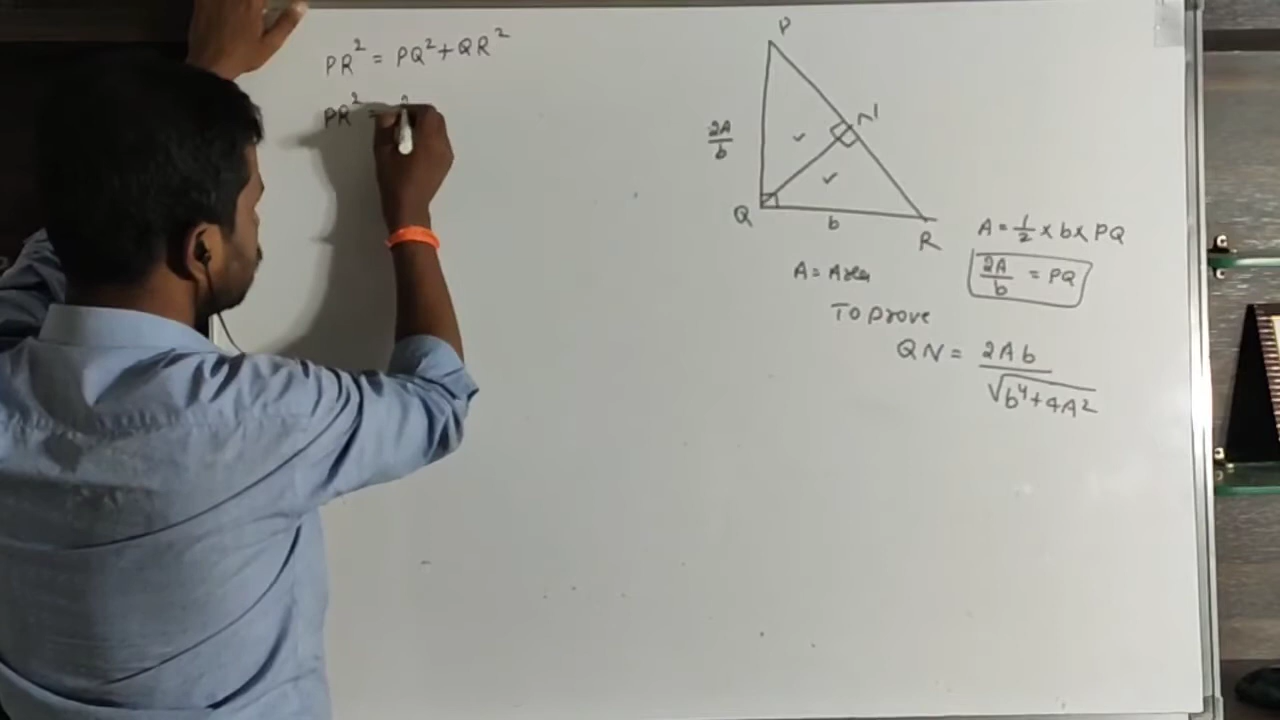 PR² = PQ² + QR²
PR² =
P
N
2A/b
Q
b
R
A = 1/2 × b × PQ
A = Area
2A/b = PQ
To prove
QN = 2Ab/√b⁴+4A²